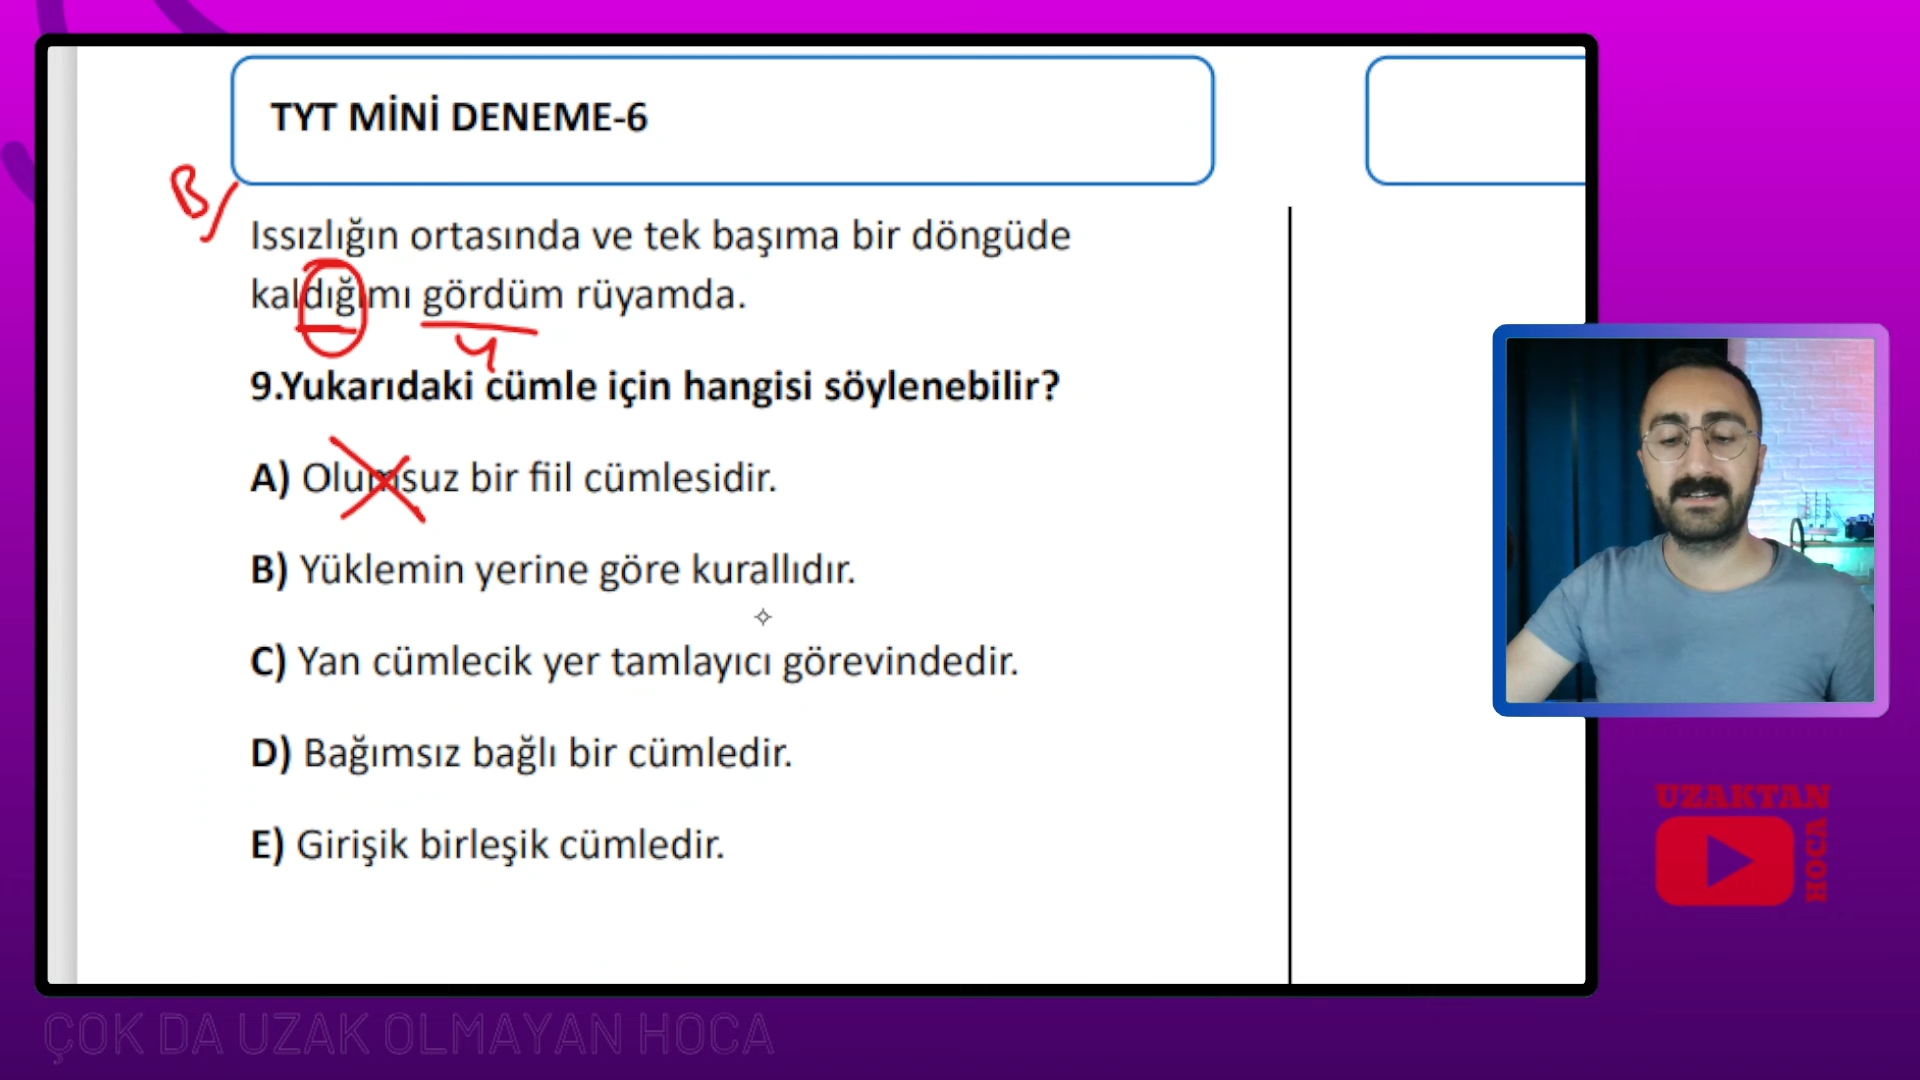 TYT MİNİ DENEME-6
B/
Issızlığın ortasında ve tek başıma bir döngüde
kaldığımı gördüm rüyamda.
9.Yukarıdaki cümle için hangisi söylenebilir?
A) Olumsuz bir fiil cümlesidir.
B) Yüklemin yerine göre kurallıdır.
C) Yan cümlecik yer tamlayıcı görevindedir.
D) Bağımsız bağlı bir cümledir.
E) Girişik birleşik cümledir.
UZAKTAN
HOCA
ÇOK DA UZAK OLMAYAN HOCA